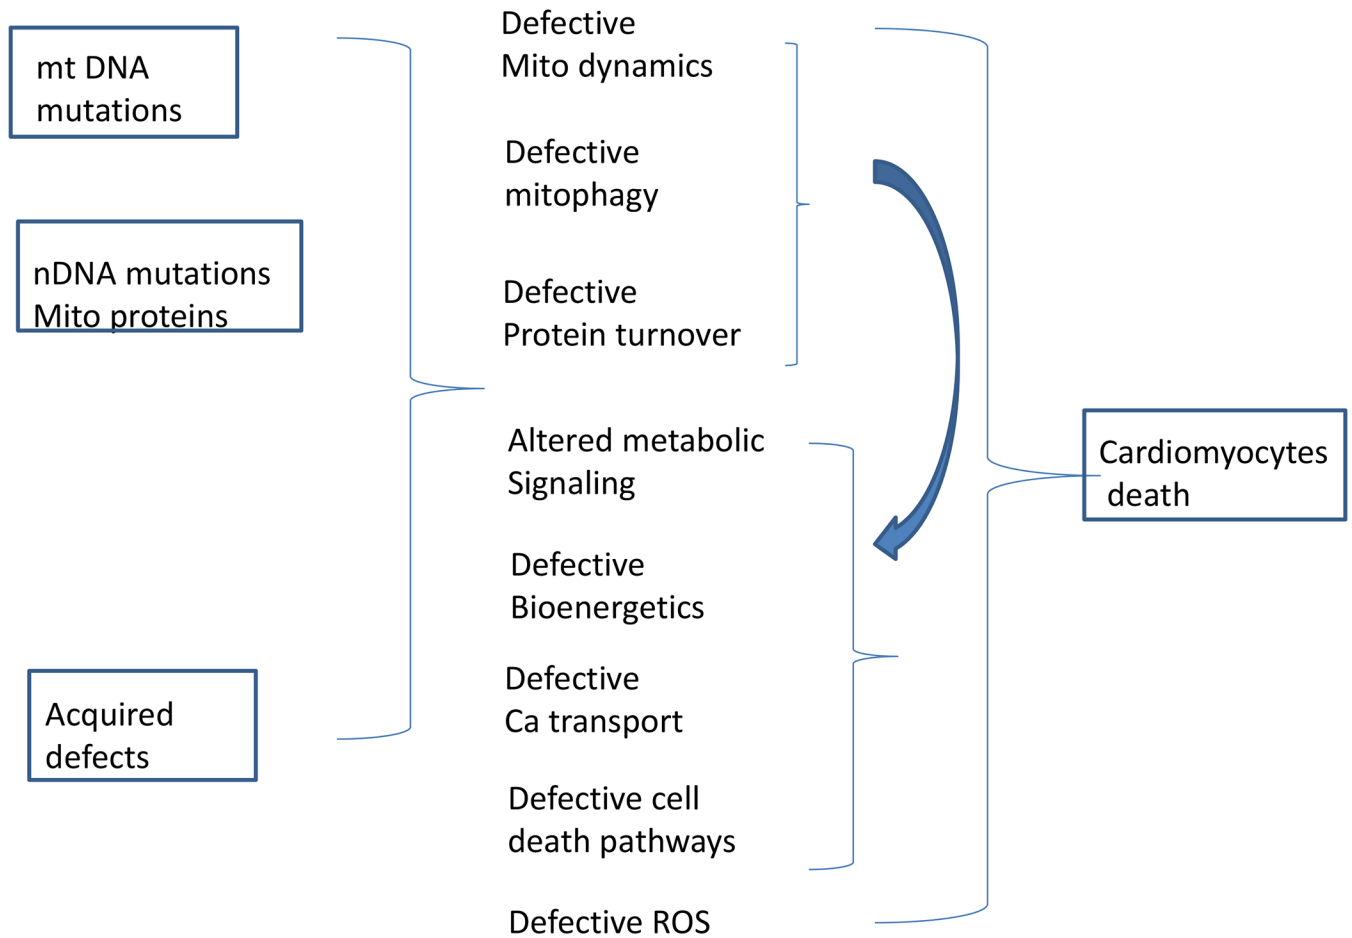 mt DNA
mutations
nDNA mutations
Mito proteins
Acquired
defects
Defective
Mito dynamics
Defective
mitophagy
Defective
Protein turnover
Altered metabolic
Signaling
Defective
Bioenergetics
Defective
Ca transport
Defective cell
death pathways
Defective ROS
Cardiomyocytes
death